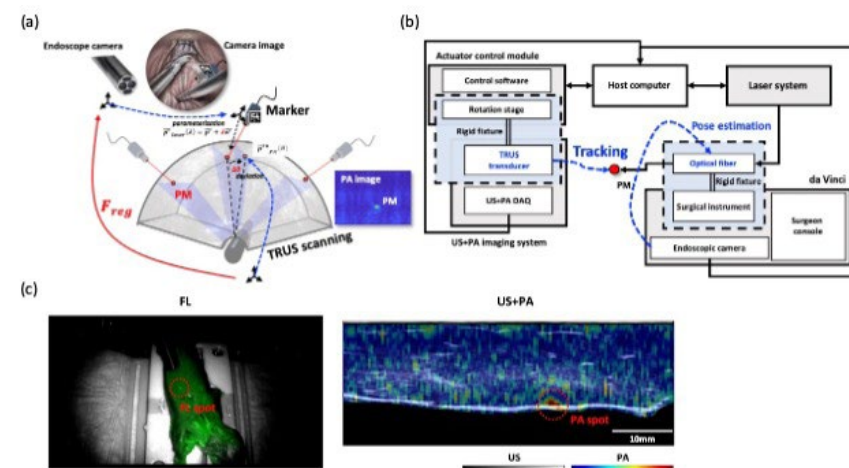 (a)
Endoscope camera
Camera image
Marker
parameterization
PM
PA image
PM
F_reg
TRUS scanning
(b)
Actuator control module
Control software
Rotation stage
Rigid fixture
TRUS
transducer
US+PA DAQ
US+PA imaging system
Host computer
Laser system
Pose estimation
Tracking
PM
Optical fiber
Rigid fixture
Surgical instrument
Endoscopic camera
da Vinci
Surgeon
console
(c)
FL
US+PA
FL spot
PA spot
10mm
US
PA